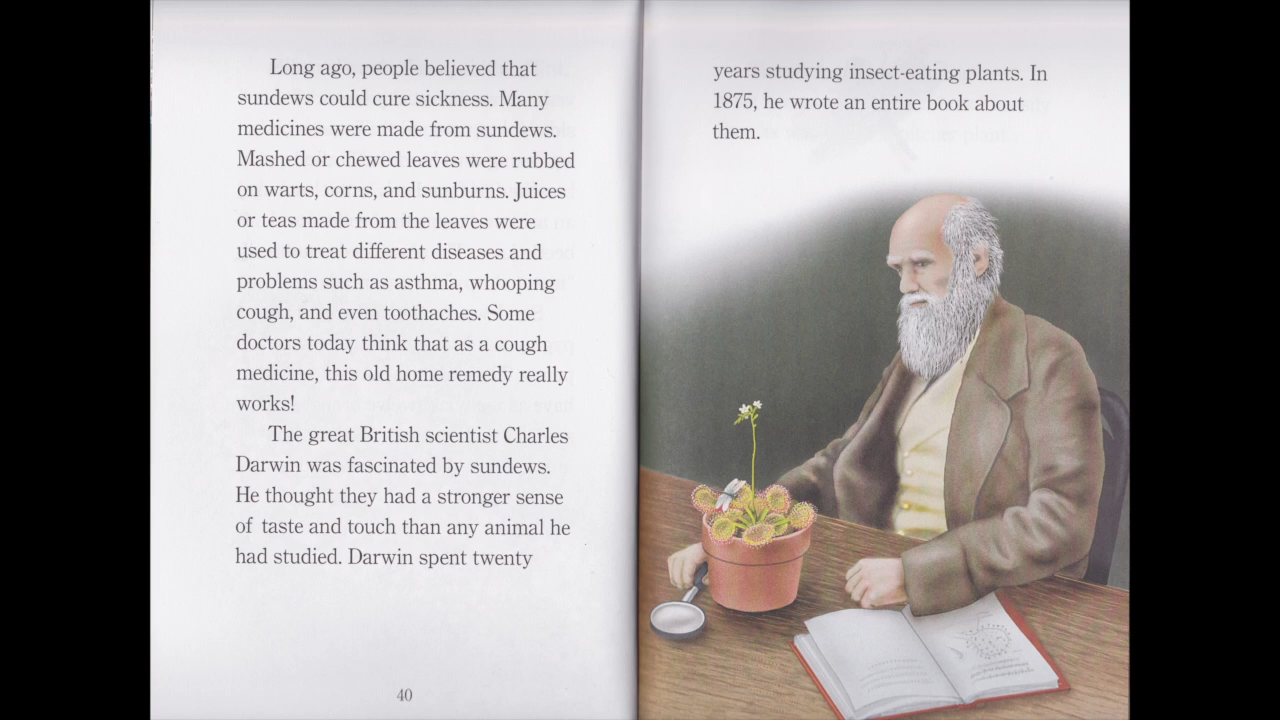 Long ago, people believed that
sundews could cure sickness. Many
medicines were made from sundews.
Mashed or chewed leaves were rubbed
on warts, corns, and sunburns. Juices
or teas made from the leaves were
used to treat different diseases and
problems such as asthma, whooping
cough, and even toothaches. Some
doctors today think that as a cough
medicine, this old home remedy really
works!
The great British scientist Charles
Darwin was fascinated by sundews.
He thought they had a stronger sense
of taste and touch than any animal he
had studied. Darwin spent twenty
40
years studying insect-eating plants. In
1875, he wrote an entire book about
them.